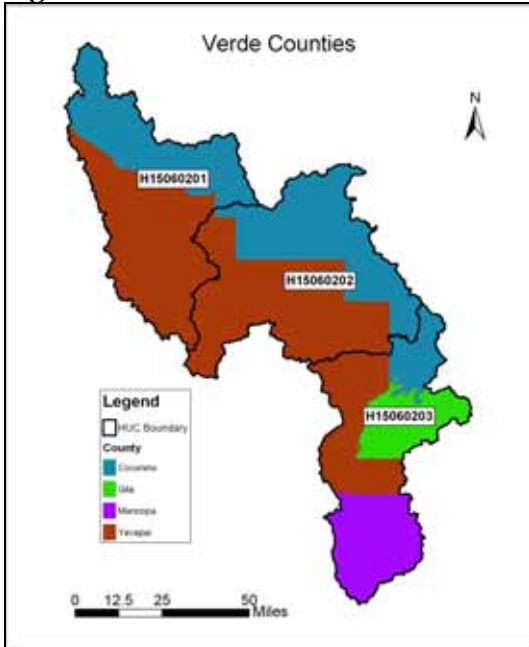 Verde Counties
N
H15060201
H15060202
H15060203
Legend
HUC Boundary
County
Coconino
Gila
Maricopa
Yavapai
0 12.5 25 50
Miles